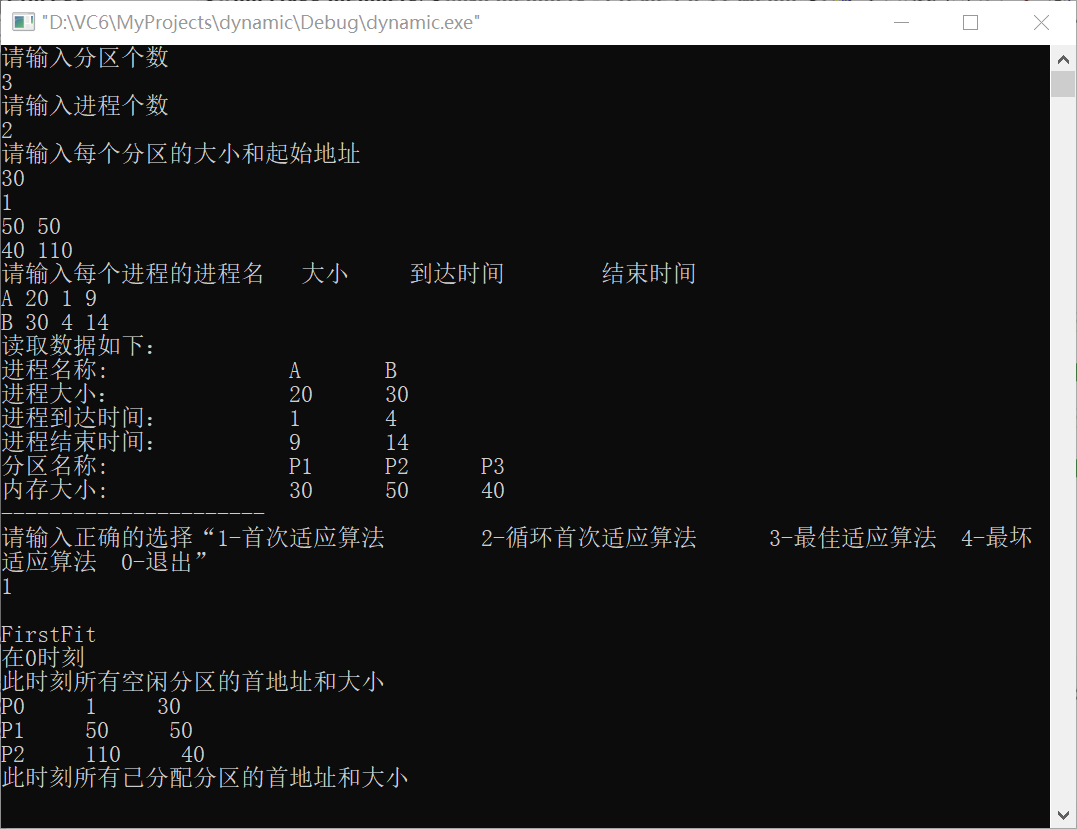 "D:\VC6\MyProjects\dynamic\Debug\dynamic.exe"
请输入分区个数
3
请输入进程个数
2
请输入每个分区的大小和起始地址
30
1
50 50
40 110
请输入每个进程的进程名 大小 到达时间 结束时间
A 20 1 9
B 30 4 14
读取数据如下:
进程名称: A B
进程大小: 20 30
进程到达时间: 1 4
进程结束时间: 9 14
分区名称: P1 P2 P3
内存大小: 30 50 40
----------------------
请输入正确的选择“1-首次适应算法 2-循环首次适应算法 3-最佳适应算法 4-最坏
适应算法 0-退出”
1
FirstFit
在0时刻
此时刻所有空闲分区的首地址和大小
P0 1 30
P1 50 50
P2 110 40
此时刻所有已分配分区的首地址和大小